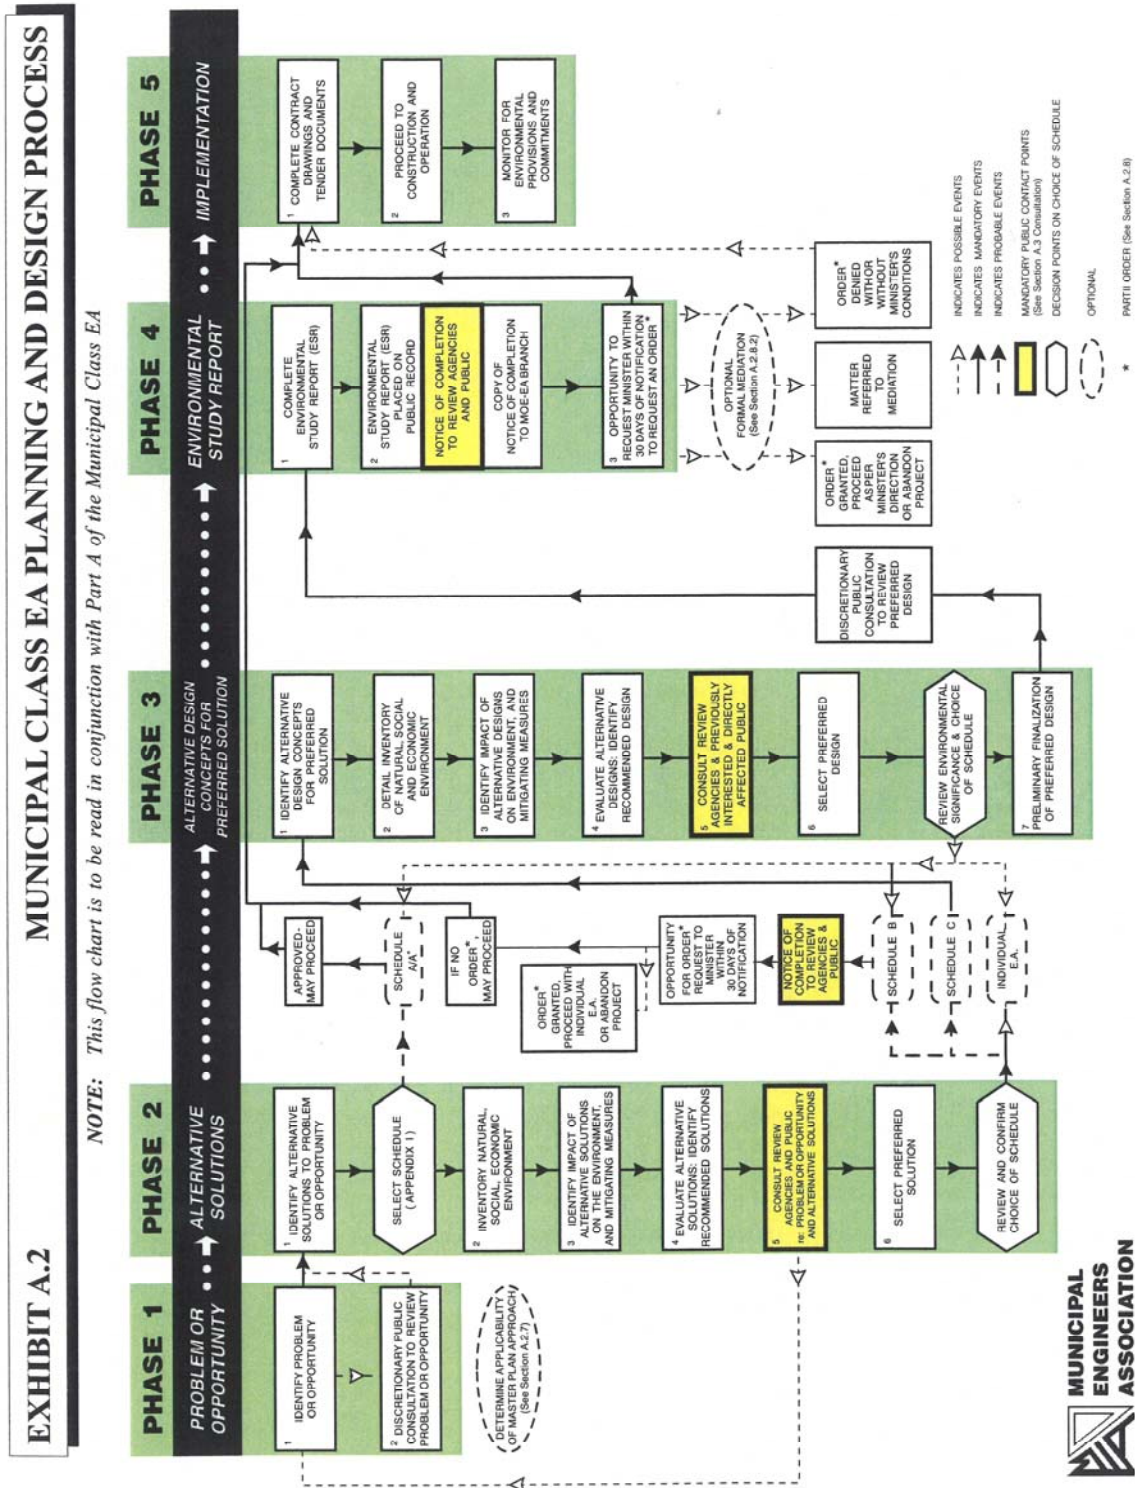 EXHIBIT A.2
MUNICIPAL CLASS EA PLANNING AND DESIGN PROCESS
NOTE: This flow chart is to be read in conjunction with Part A of the Municipal Class EA
PHASE 1
PROBLEM OR
OPPORTUNITY
1 IDENTIFY PROBLEM
OR OPPORTUNITY
2 DISCRETIONARY PUBLIC
CONSULTATION TO REVIEW
PROBLEM OR OPPORTUNITY
DETERMINE APPLICABILITY
OF MASTER PLAN APPROACH
(See Section A.2.7)
PHASE 2
ALTERNATIVE
SOLUTIONS
1 IDENTIFY ALTERNATIVE
SOLUTIONS TO PROBLEM
OR OPPORTUNITY
SELECT SCHEDULE
(APPENDIX I)
2 INVENTORY NATURAL,
SOCIAL, ECONOMIC
ENVIRONMENT
3 IDENTIFY IMPACT OF
ALTERNATIVE SOLUTIONS
ON THE ENVIRONMENT,
AND MITIGATING MEASURES
4 EVALUATE ALTERNATIVE
SOLUTIONS: IDENTIFY
RECOMMENDED SOLUTIONS
5 CONSULT REVIEW
AGENCIES AND PUBLIC
re: PROBLEM OR OPPORTUNITY
AND ALTERNATIVE SOLUTIONS
6 SELECT PREFERRED
SOLUTION
REVIEW AND CONFIRM
CHOICE OF SCHEDULE
APPROVED-
MAY PROCEED
SCHEDULE
A/A+
IF NO
ORDER*,
MAY PROCEED
ORDER*
GRANTED,
PROCEED WITH
INDIVIDUAL
E.A.
OR ABANDON
PROJECT
OPPORTUNITY
FOR ORDER*
REQUEST TO
MINISTER
WITHIN
30 DAYS OF
NOTIFICATION
NOTICE OF
COMPLETION
TO REVIEW
AGENCIES &
PUBLIC
SCHEDULE B
SCHEDULE C
INDIVIDUAL
E.A.
PHASE 3
ALTERNATIVE DESIGN
CONCEPTS FOR
PREFERRED SOLUTION
1 IDENTIFY ALTERNATIVE
DESIGN CONCEPTS
FOR PREFERRED
SOLUTION
2 DETAIL INVENTORY
OF NATURAL, SOCIAL
AND ECONOMIC
ENVIRONMENT
3 IDENTIFY IMPACT OF
ALTERNATIVE DESIGNS
ON ENVIRONMENT, AND
MITIGATING MEASURES
4 EVALUATE ALTERNATIVE
DESIGNS: IDENTIFY
RECOMMENDED DESIGN
5 CONSULT REVIEW
AGENCIES & PREVIOUSLY
INTERESTED & DIRECTLY
AFFECTED PUBLIC
6 SELECT PREFERRED
DESIGN
REVIEW ENVIRONMENTAL
SIGNIFICANCE & CHOICE
OF SCHEDULE
7 PRELIMINARY FINALIZATION
OF PREFERRED DESIGN
DISCRETIONARY
PUBLIC
CONSULTATION
TO REVIEW
PREFERRED
DESIGN
PHASE 4
ENVIRONMENTAL
STUDY REPORT
1 COMPLETE
ENVIRONMENTAL
STUDY REPORT (ESR)
2 ENVIRONMENTAL
STUDY REPORT (ESR)
PLACED ON
PUBLIC RECORD
NOTICE OF COMPLETION
TO REVIEW AGENCIES
AND PUBLIC
COPY OF
NOTICE OF COMPLETION
TO MOE-EA BRANCH
3 OPPORTUNITY TO
REQUEST MINISTER WITHIN
30 DAYS OF NOTIFICATION
TO REQUEST AN ORDER*
OPTIONAL
FORMAL MEDIATION
(See Section A.2.8.2)
ORDER*
GRANTED,
PROCEED
ASPER
MINISTER'S
DIRECTION
OR ABANDON
PROJECT
MATTER
REFERRED
TO
MEDIATION
ORDER*
DENIED
WITHOR
WITHOUT
MINISTER'S
CONDITIONS
PHASE 5
IMPLEMENTATION
1 COMPLETE CONTRACT
DRAWINGS AND
TENDER DOCUMENTS
2 PROCEED TO
CONSTRUCTION AND
OPERATION
3 MONITOR FOR
ENVIRONMENTAL
PROVISIONS AND
COMMITMENTS
INDICATES POSSIBLE EVENTS
INDICATES MANDATORY EVENTS
INDICATES PROBABLE EVENTS
MANDATORY PUBLIC CONTACT POINTS
(See Section A.3 Consultation)
DECISION POINTS ON CHOICE OF SCHEDULE
OPTIONAL
* PARTII ORDER (See Section A.2.8)
MUNICIPAL
ENGINEERS
ASSOCIATION